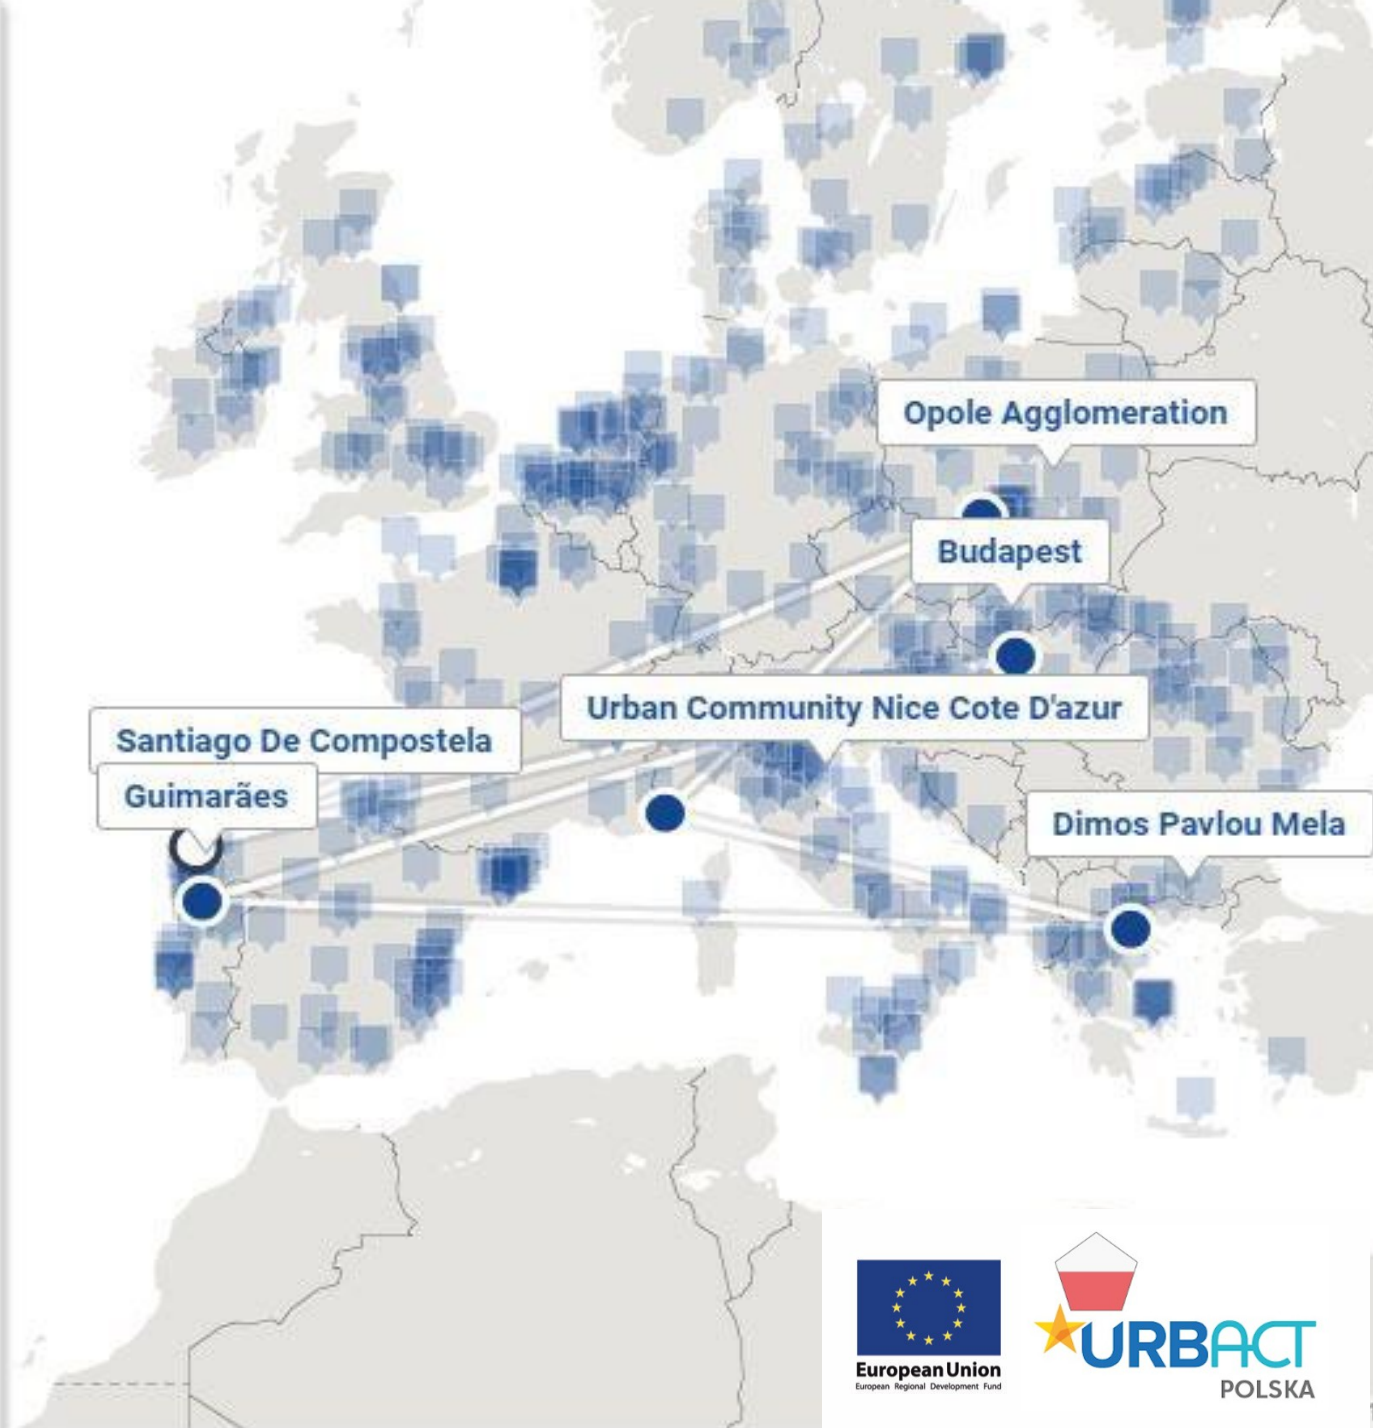 Opole Agglomeration
Budapest
Urban Community Nice Cote D'azur
Santiago De Compostela
Guimarães
Dimos Pavlou Mela
European Union
European Regional Development Fund
URBACT
POLSKA